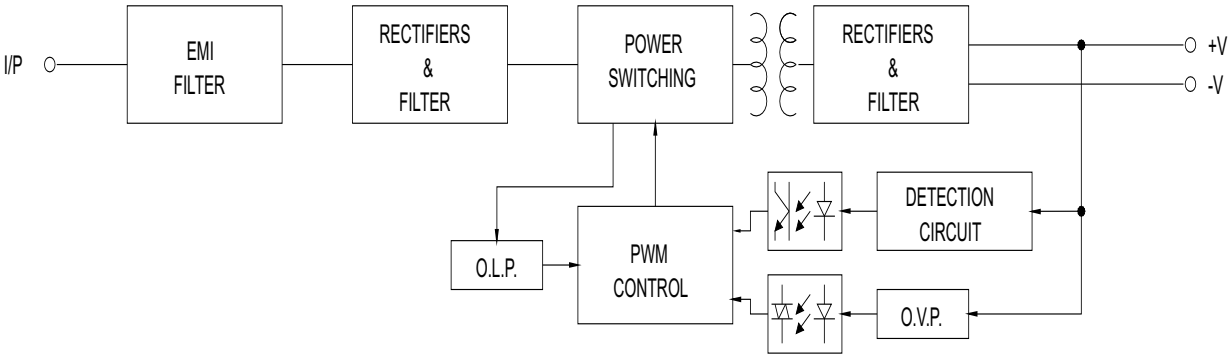 I/P
EMI
FILTER
RECTIFIERS
&
FILTER
POWER
SWITCHING
RECTIFIERS
&
FILTER
+V
-V
DETECTION
CIRCUIT
O.L.P.
PWM
CONTROL
O.V.P.